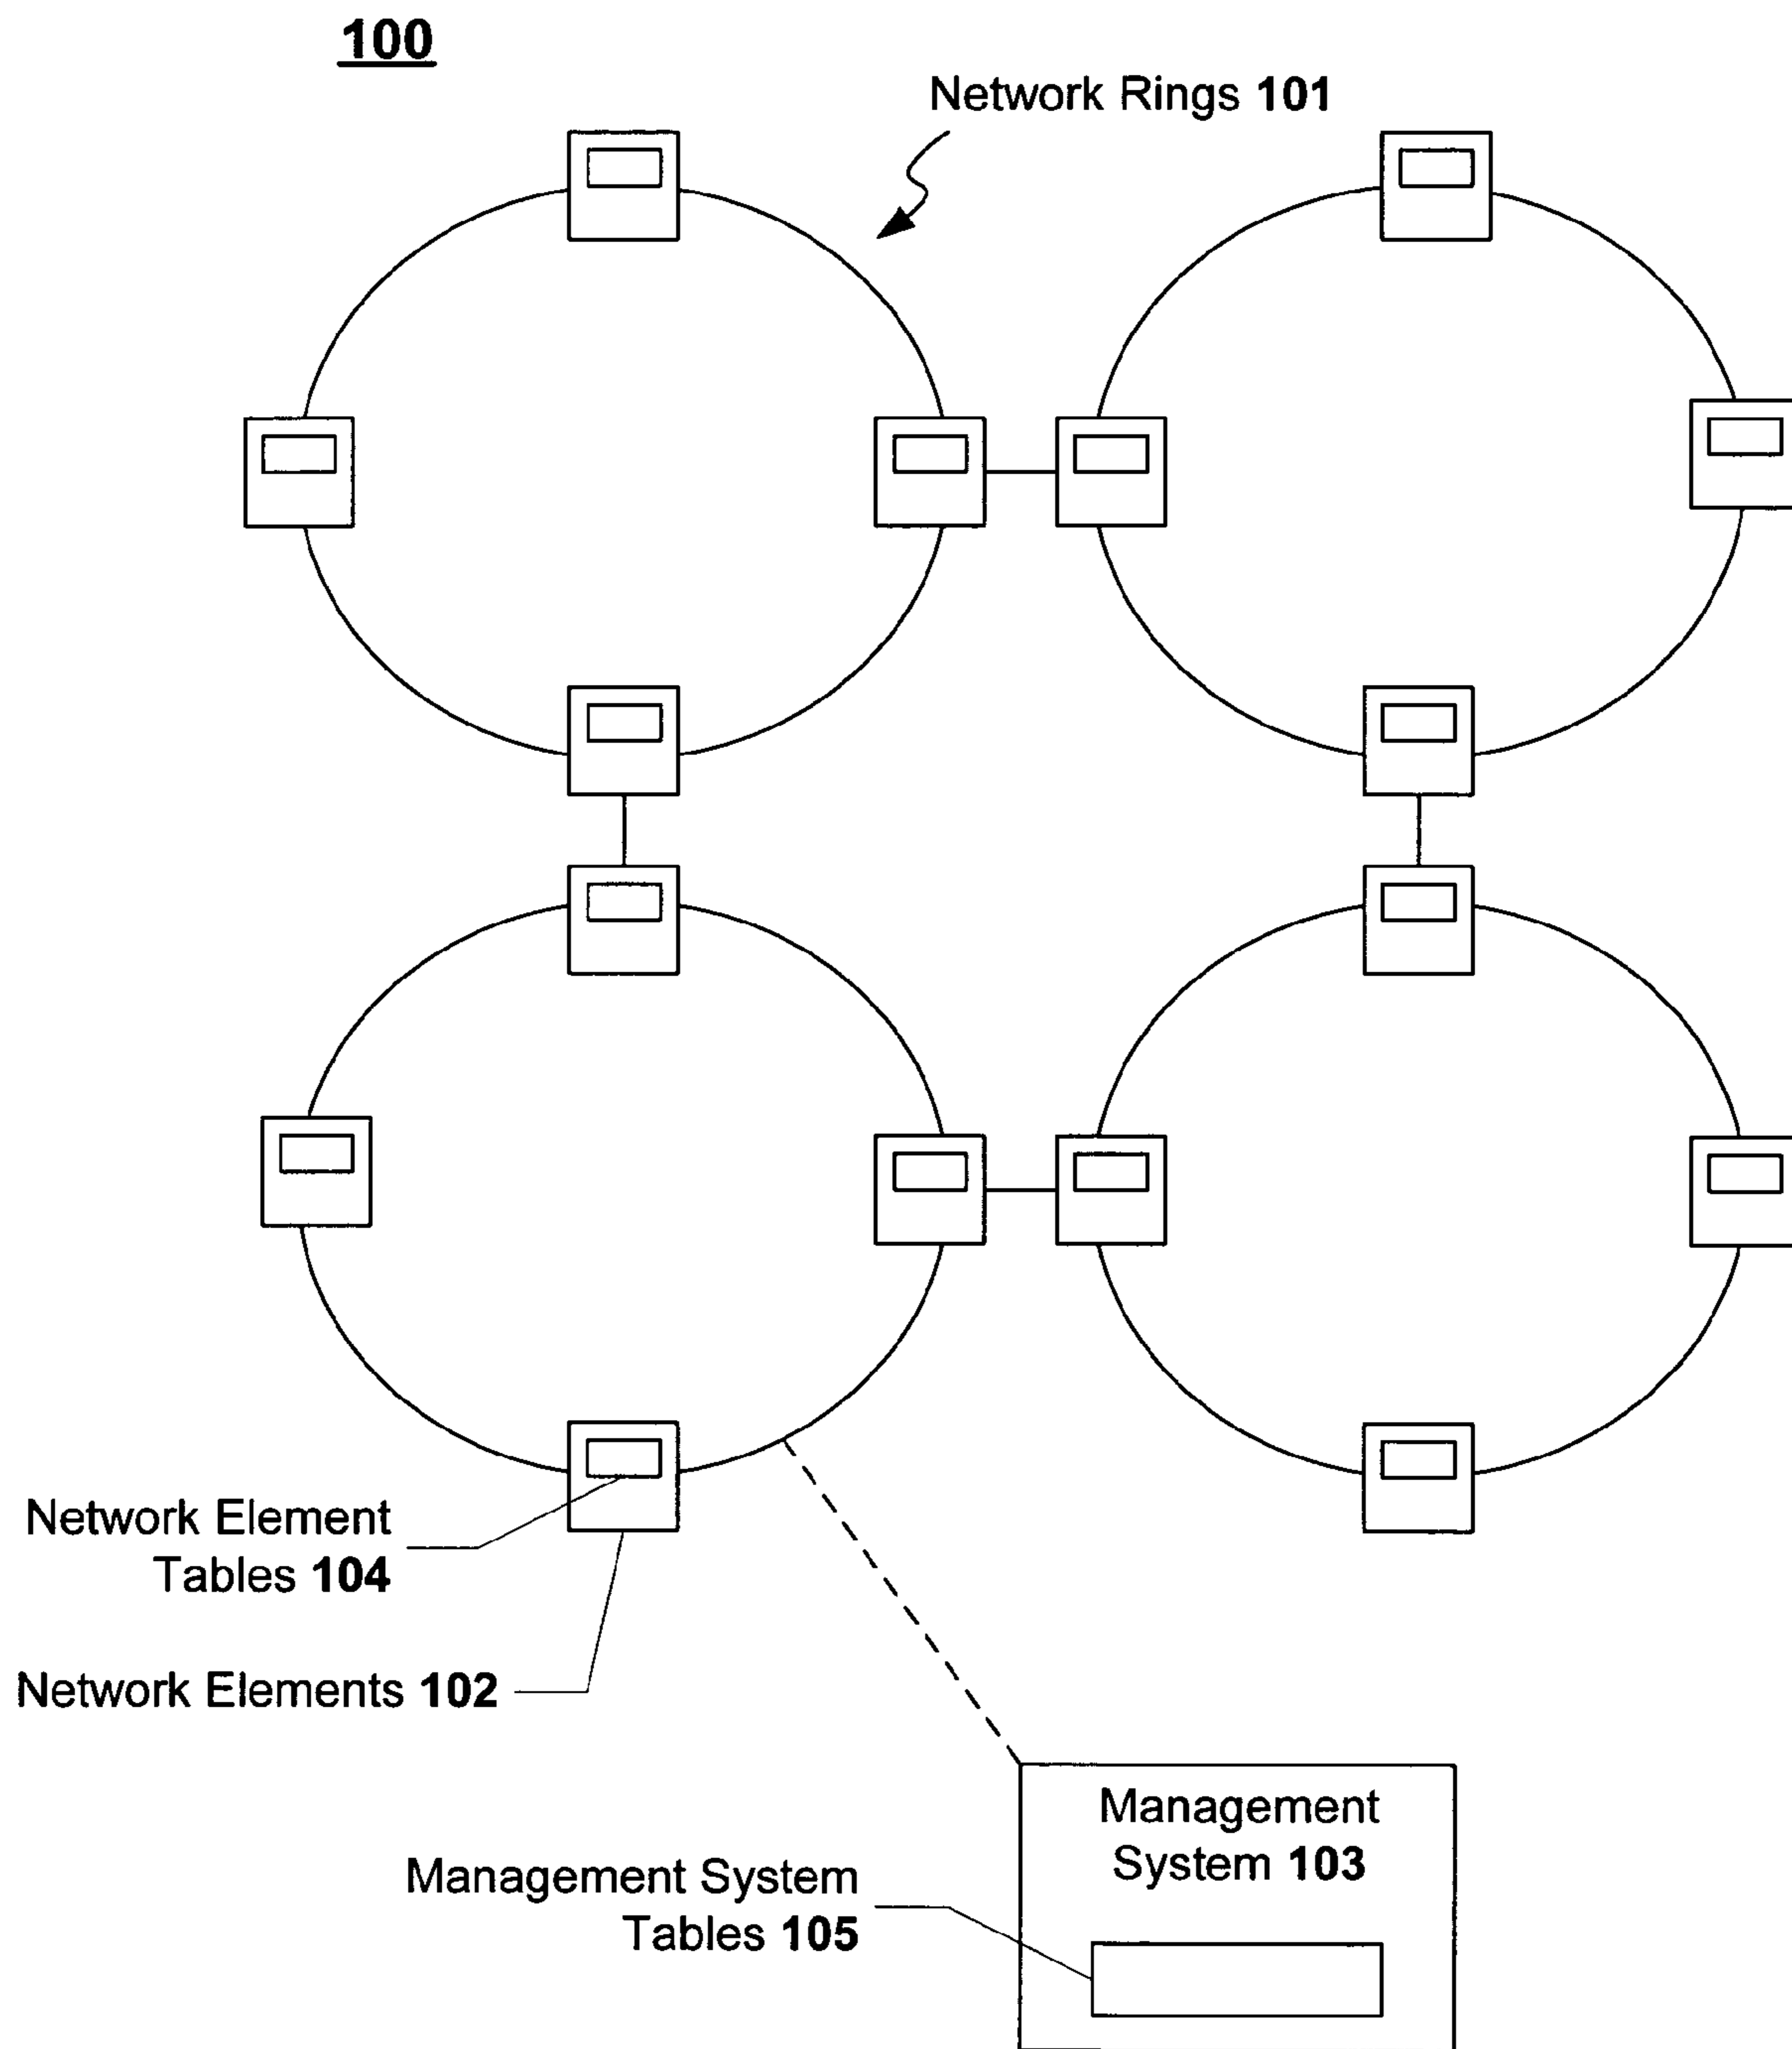 100
Network Rings 101
Network Element
Tables 104
Network Elements 102
Management
System 103
Management System
Tables 105